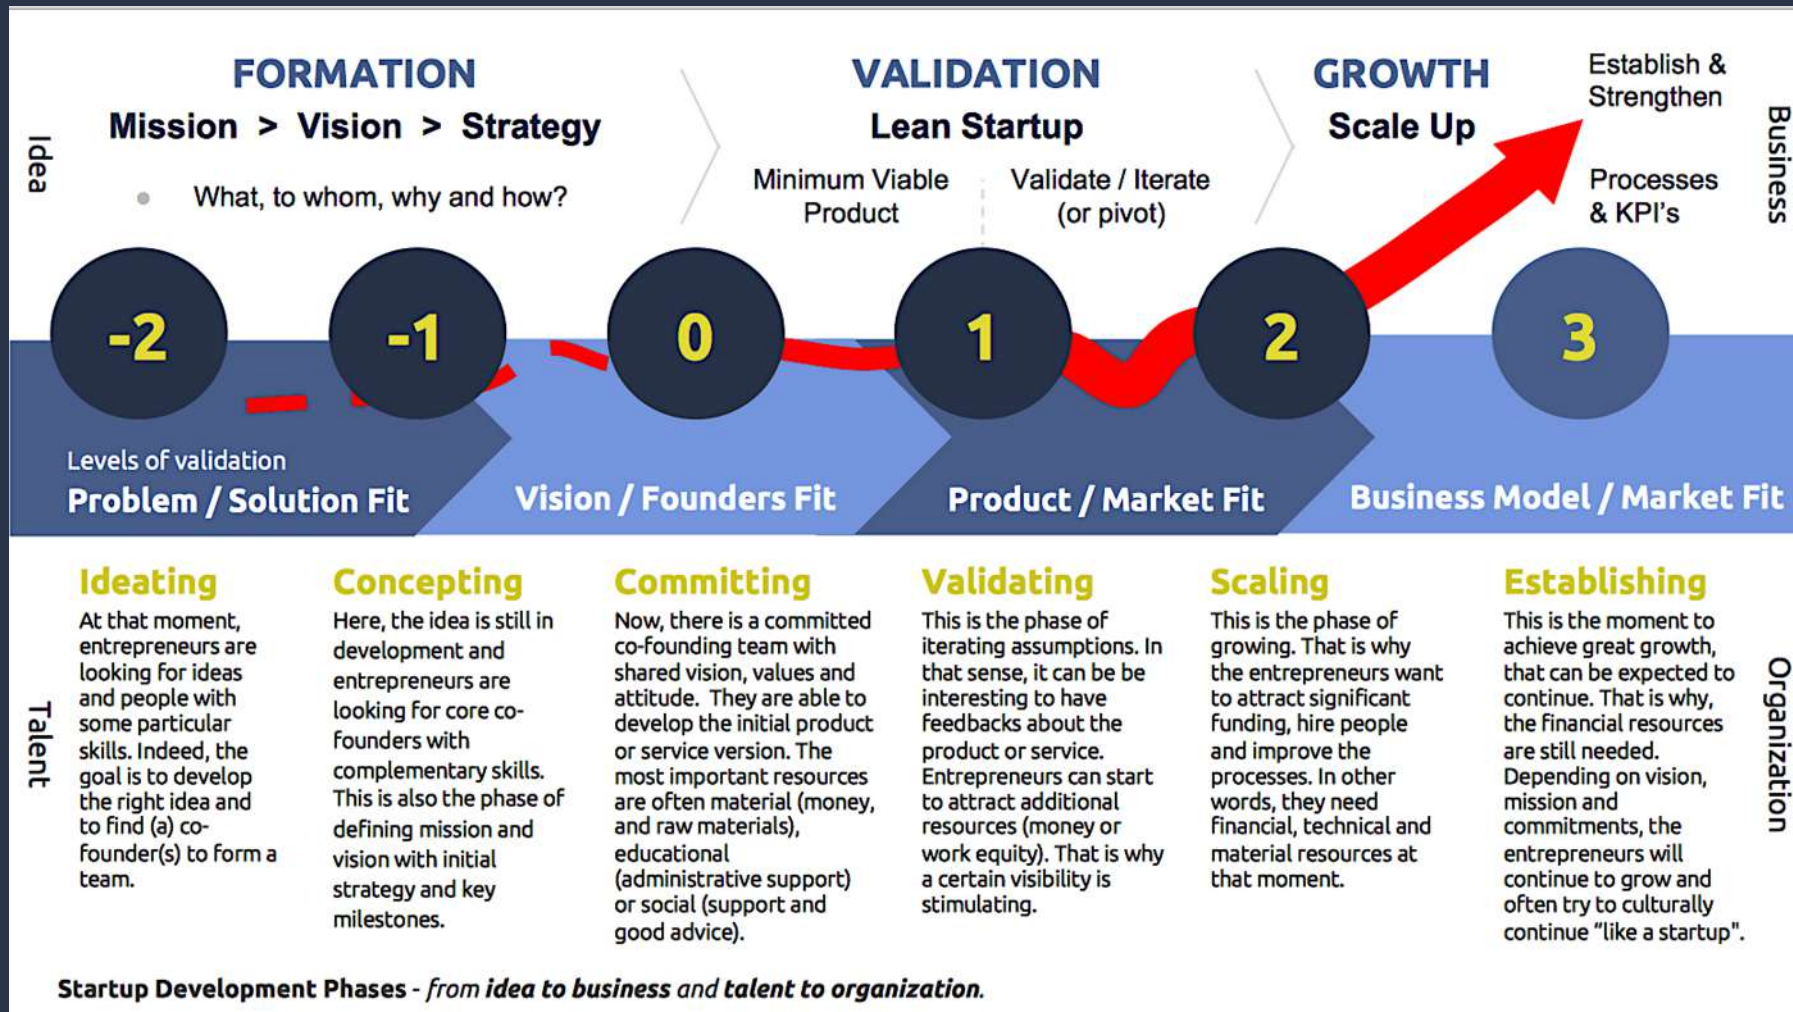 FORMATION
Mission > Vision > Strategy
What, to whom, why and how?
VALIDATION
Lean Startup
Minimum Viable
Product
Validate / Iterate
(or pivot)
GROWTH
Scale Up
Establish &
Strengthen
Processes
& KPI's
Idea
Business
-2
-1
0
1
2
3
Levels of validation
Problem / Solution Fit
Vision / Founders Fit
Product / Market Fit
Business Model / Market Fit
Talent
Ideating
At that moment,
entrepreneurs are
looking for ideas
and people with
some particular
skills. Indeed, the
goal is to develop
the right idea and
to find (a) co-
founder(s) to form a
team.
Concepting
Here, the idea is still in
development and
entrepreneurs are
looking for core co-
founders with
complementary skills.
This is also the phase of
defining mission and
vision with initial
strategy and key
milestones.
Committing
Now, there is a committed
co-founding team with
shared vision, values and
attitude. They are able to
develop the initial product
or service version. The
most important resources
are often material (money,
and raw materials),
educational
(administrative support)
or social (support and
good advice).
Validating
This is the phase of
iterating assumptions. In
that sense, it can be be
interesting to have
feedbacks about the
product or service.
Entrepreneurs can start
to attract additional
resources (money or
work equity). That is why
a certain visibility is
stimulating.
Scaling
This is the phase of
growing. That is why
the entrepreneurs want
to attract significant
funding, hire people
and improve the
processes. In other
words, they need
financial, technical and
material resources at
that moment.
Establishing
This is the moment to
achieve great growth,
that can be expected to
continue. That is why,
the financial resources
are still needed.
Depending on vision,
mission and
commitments, the
entrepreneurs will
continue to grow and
often try to culturally
continue “like a startup".
Organization
Startup Development Phases - from idea to business and talent to organization.